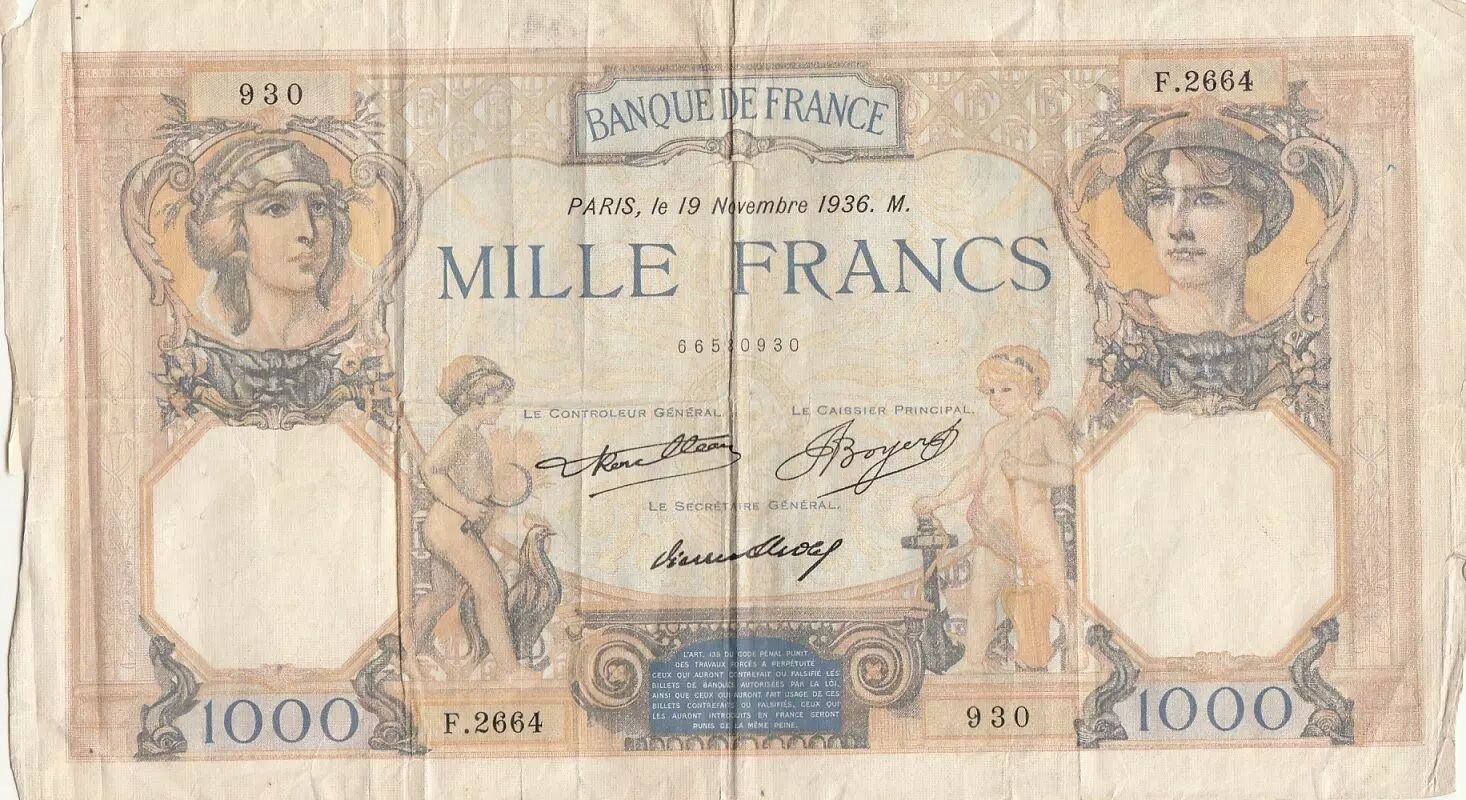 930
F.2664
BANQUE DE FRANCE
PARIS, le 19 Novembre 1936. M.
MILLE FRANCS
66580930
LE CONTROLEUR GÉNÉRAL.
LE CAISSIER PRINCIPAL.
Boyer
LE SECRÉTAIRE GÉNÉRAL.
L'ART. 139 DU CODE PÉNAL PUNIT
DES TRAVAUX FORCÉS À PERPÉTUITÉ
CEUX QUI AURONT CONTREFAIT OU FALSIFIÉ LES
BILLETS DE BANQUE AUTORISÉES PAR LA LOI,
AINSI QUE CEUX QUI AURONT FAIT USAGE DE CES
BILLETS CONTREFAITS OU FALSIFIÉS, CEUX QUI
LES AURONT INTRODUITS EN FRANCE SERONT
PUNIS DE LA MÊME PEINE.
1000
F.2664
930
1000